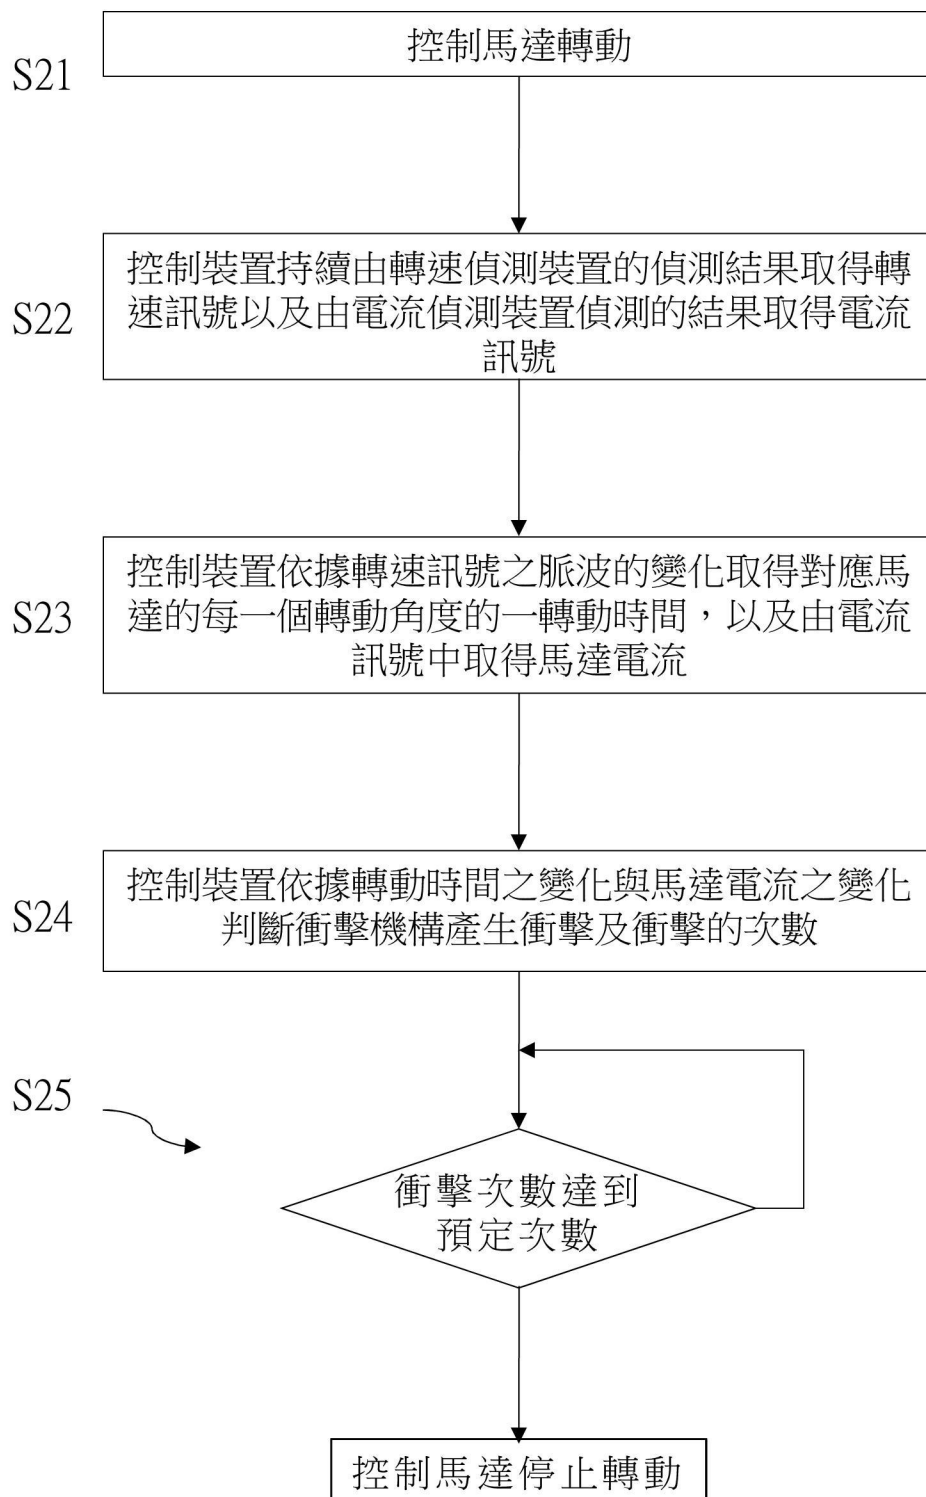 S21
控制馬達轉動
S22
控制裝置持續由轉速偵測裝置的偵測結果取得轉
速訊號以及由電流偵測裝置偵測的結果取得電流
訊號
S23
控制裝置依據轉速訊號之脈波的變化取得對應馬
達的每一個轉動角度的一轉動時間，以及由電流
訊號中取得馬達電流
S24
控制裝置依據轉動時間之變化與馬達電流之變化
判斷衝擊機構產生衝擊及衝擊的次數
S25
衝擊次數達到
預定次數
控制馬達停止轉動